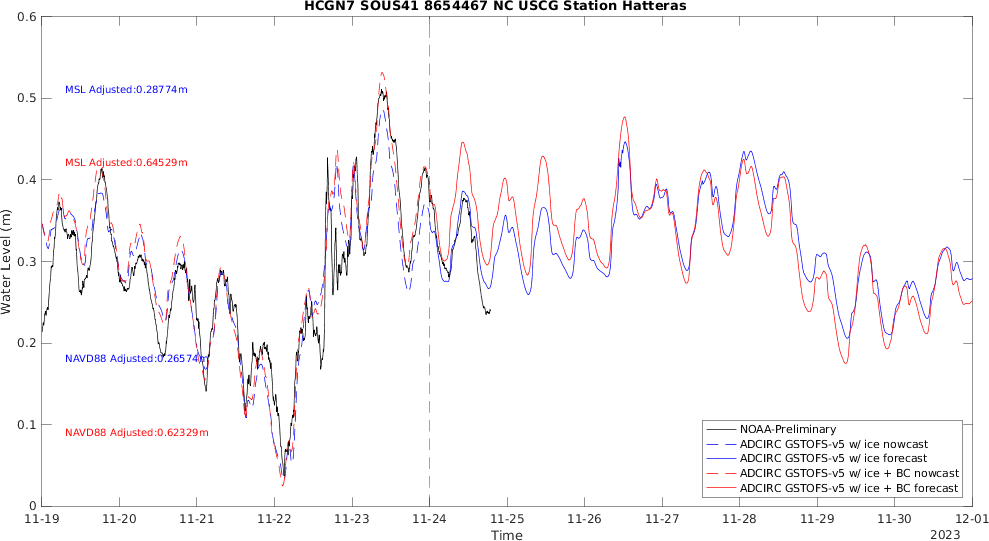 HCGN7 SOUS41 8654467 NC USCG Station Hatteras
0.6
0.5
0.4
0.3
0.2
0.1
0
Water Level (m)
MSL Adjusted:0.28774m
MSL Adjusted:0.64529m
NAVD88 Adjusted:0.26574m
NAVD88 Adjusted:0.62329m
NOAA-Preliminary
ADCIRC GSTOFS-v5 w/ ice nowcast
ADCIRC GSTOFS-v5 w/ ice forecast
ADCIRC GSTOFS-v5 w/ ice + BC nowcast
ADCIRC GSTOFS-v5 w/ ice + BC forecast
11-19 11-20 11-21 11-22 11-23 11-24 11-25 11-26 11-27 11-28 11-29 11-30 12-01
Time
2023